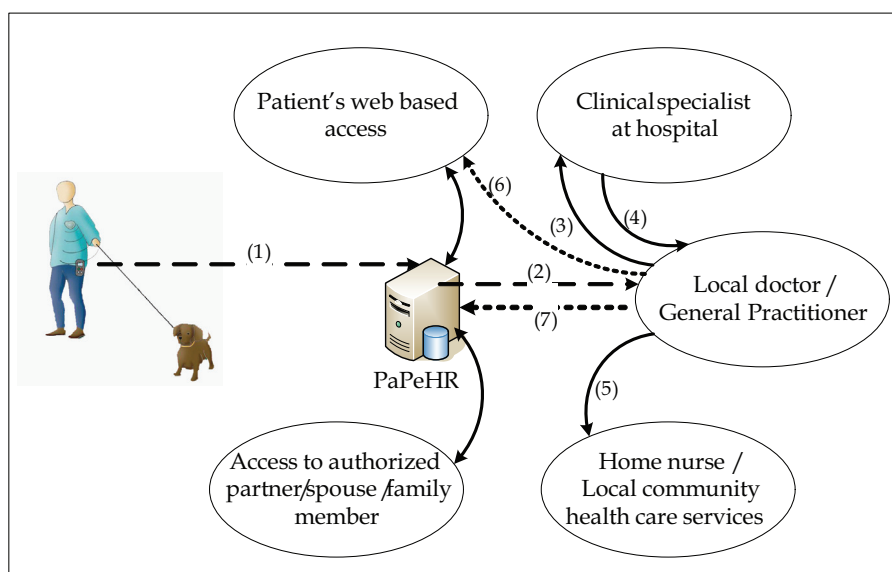 Patient's web based
access
Clinical specialist
at hospital
(6)
(3)
(4)
(1)
(2)
Local doctor /
General Practitioner
(7)
PaPeHR
(5)
Access to authorized
partner/spouse /family
member
Home nurse /
Local community
health care services